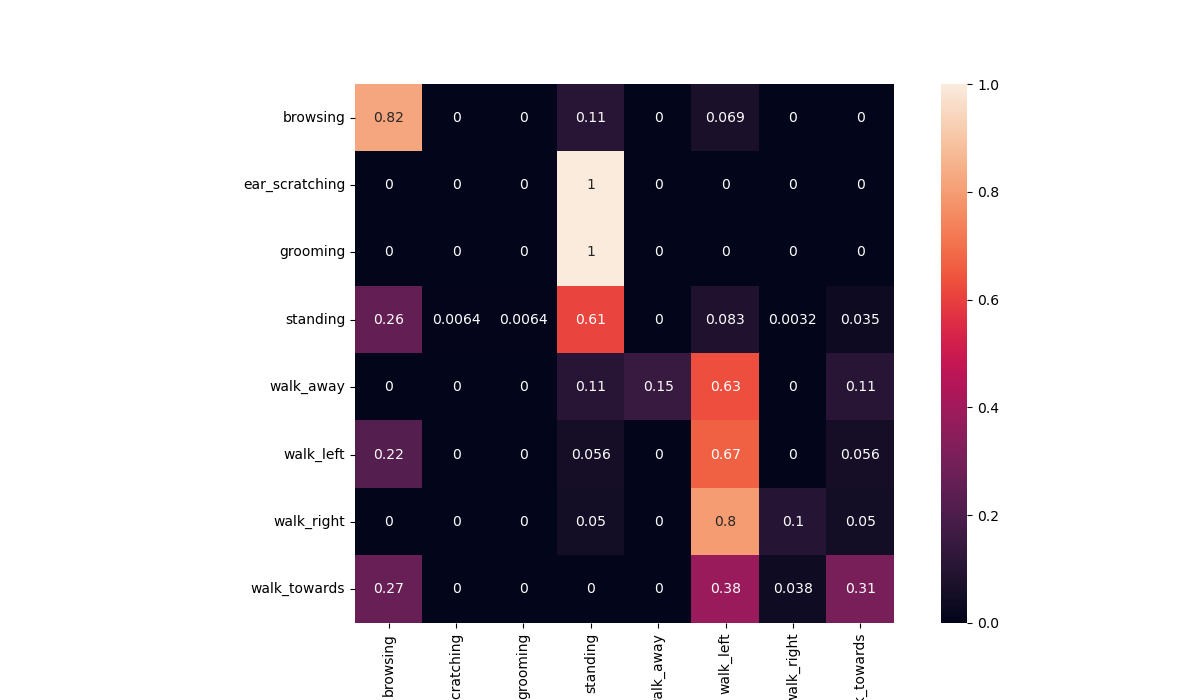 browsing 0.82 0 0 0.11 0 0.069 0 0
ear_scratching 0 0 0 1 0 0 0 0
grooming 0 0 0 1 0 0 0 0
standing 0.26 0.0064 0.0064 0.61 0 0.083 0.0032 0.035
walk_away 0 0 0 0.11 0.15 0.63 0 0.11
walk_left 0.22 0 0 0.056 0 0.67 0 0.056
walk_right 0 0 0 0.05 0 0.8 0.1 0.05
walk_towards 0.27 0 0 0 0 0.38 0.038 0.31
browsing
cratching
grooming
standing
alk_away
walk_left
walk_right
k_towards
1.0
0.8
0.6
0.4
0.2
0.0